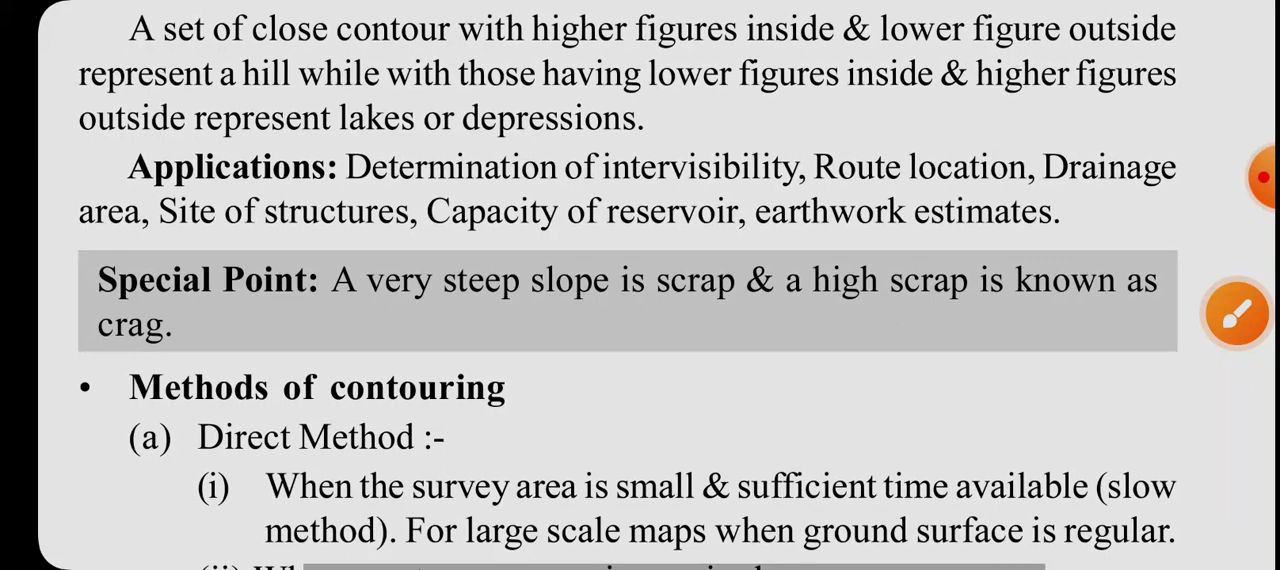 A set of close contour with higher figures inside & lower figure outside
represent a hill while with those having lower figures inside & higher figures
outside represent lakes or depressions.
Applications: Determination of intervisibility, Route location, Drainage
area, Site of structures, Capacity of reservoir, earthwork estimates.
Special Point: A very steep slope is scrap & a high scrap is known as
crag.
• Methods of contouring
(a) Direct Method :-
(i) When the survey area is small & sufficient time available (slow
method). For large scale maps when ground surface is regular.
(ii)